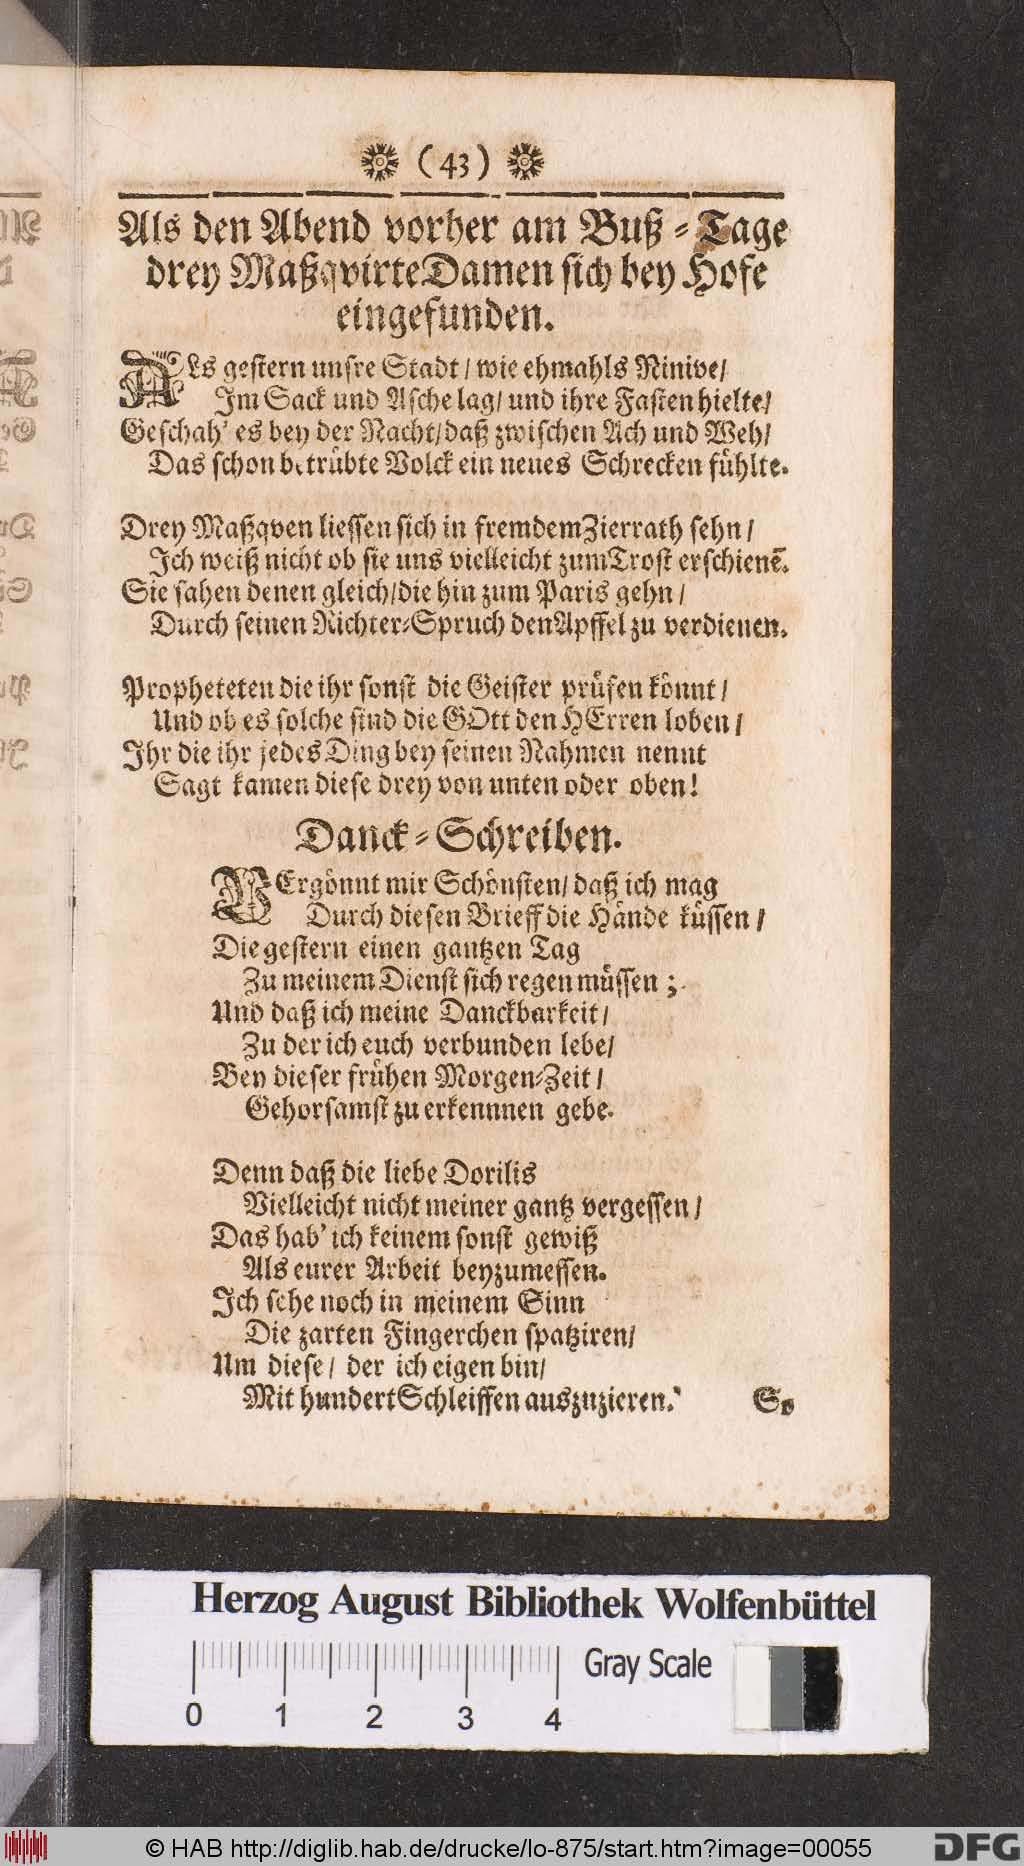 (43)
Als den Abend vorher am Buß-Tage
drey Maßqvirte Damen sich bey Hofe
eingefunden.
Als gestern unsre Stadt / wie ehmahls Ninive /
Im Sack und Asche lag / und ihre Fasten hielte /
Geschah' es bey der Nacht / daß zwischen Ach und Weh /
Das schon betrübte Volck ein neues Schrecken fühlte.
Drey Maßqven liessen sich in fremdem Zierrath sehn /
Ich weiß nicht ob sie uns vielleicht zum Trost erschienē.
Sie sahen denen gleich / die hin zum Paris gehn /
Durch seinen Richter-Spruch den Apffel zu verdienen.
Propheteten die ihr sonst die Geister prüfen könnt /
Und ob es solche sind die GOtt den HErren loben /
Ihr die ihr jedes Ding bey seinen Nahmen nennt
Sagt kamen diese drey von unten oder oben!
Danck-Schreiben.
VErgönnt mir Schönsten / daß ich mag
Durch diesen Brieff die Hände küssen /
Die gestern einen gantzen Tag
Zu meinem Dienst sich regen müssen ;
Und daß ich meine Danckbarkeit /
Zu der ich euch verbunden lebe /
Bey dieser frühen Morgen-Zeit /
Gehorsamst zu erkennnen gebe.
Denn daß die liebe Dorilis
Vielleicht nicht meiner gantz vergessen /
Das hab' ich keinem sonst gewiß
Als eurer Arbeit beyzumessen.
Ich sehe noch in meinem Sinn
Die zarten Fingerchen spatziren /
Um diese / der ich eigen bin /
Mit hundert Schleiffen auszuzieren.
So
Herzog August Bibliothek Wolfenbüttel
Gray Scale
0 1 2 3 4
© HAB http://diglib.hab.de/drucke/lo-875/start.htm?image=00055
DFG